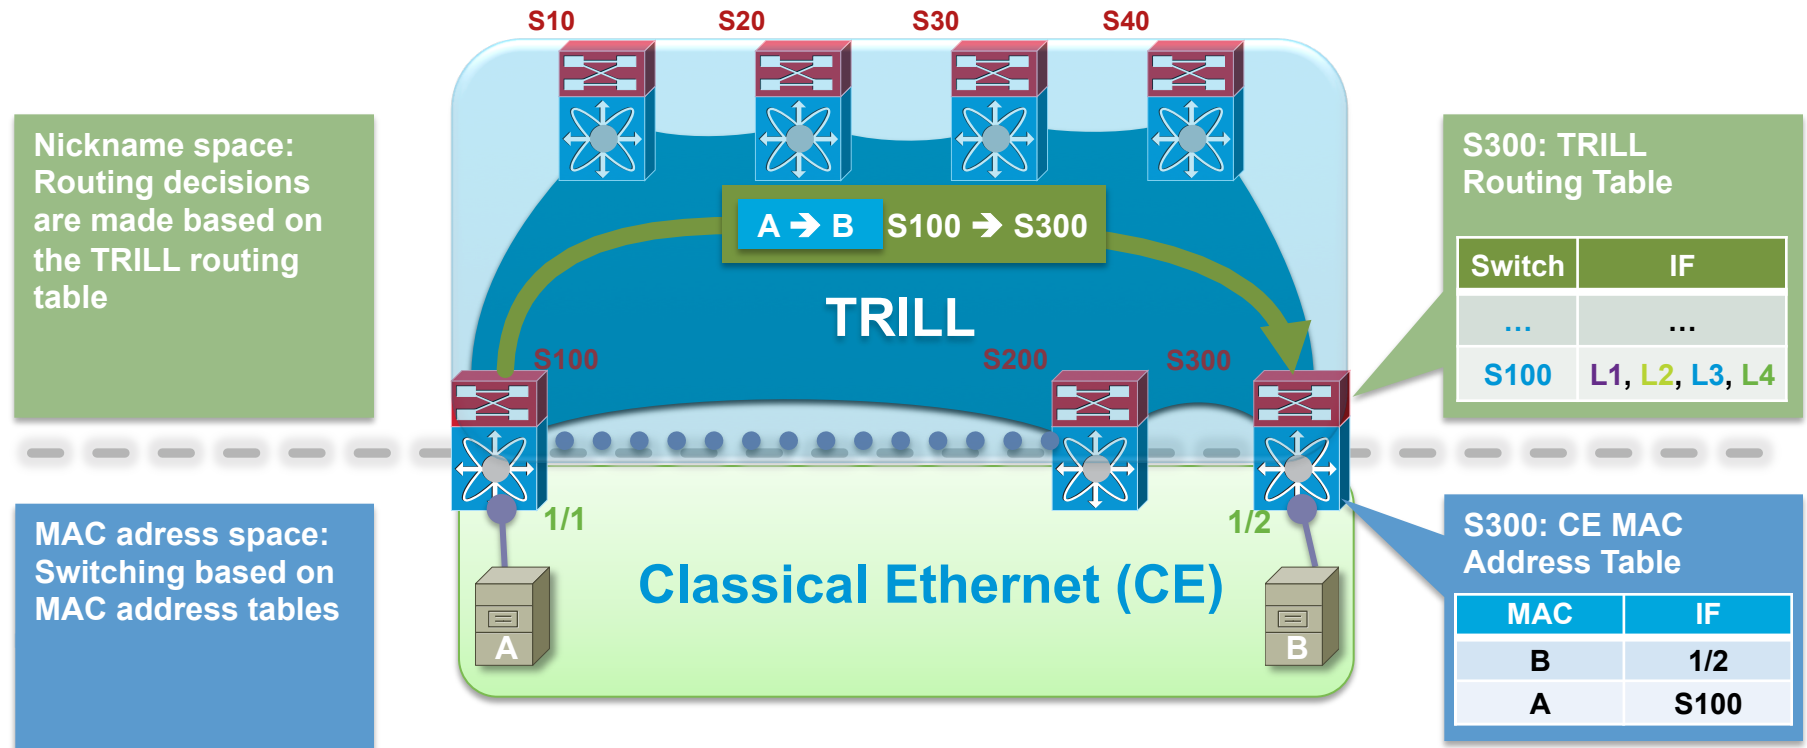 S10 S20 S30 S40
Nickname space:
Routing decisions
are made based on
the TRILL routing
table
A ➔ B S100 ➔ S300
TRILL
S100 S200 S300
S300: TRILL
Routing Table
Switch IF
… …
S100 L1, L2, L3, L4
MAC adress space:
Switching based on
MAC address tables
1/1 1/2
Classical Ethernet (CE)
A B
S300: CE MAC
Address Table
MAC IF
B 1/2
A S100